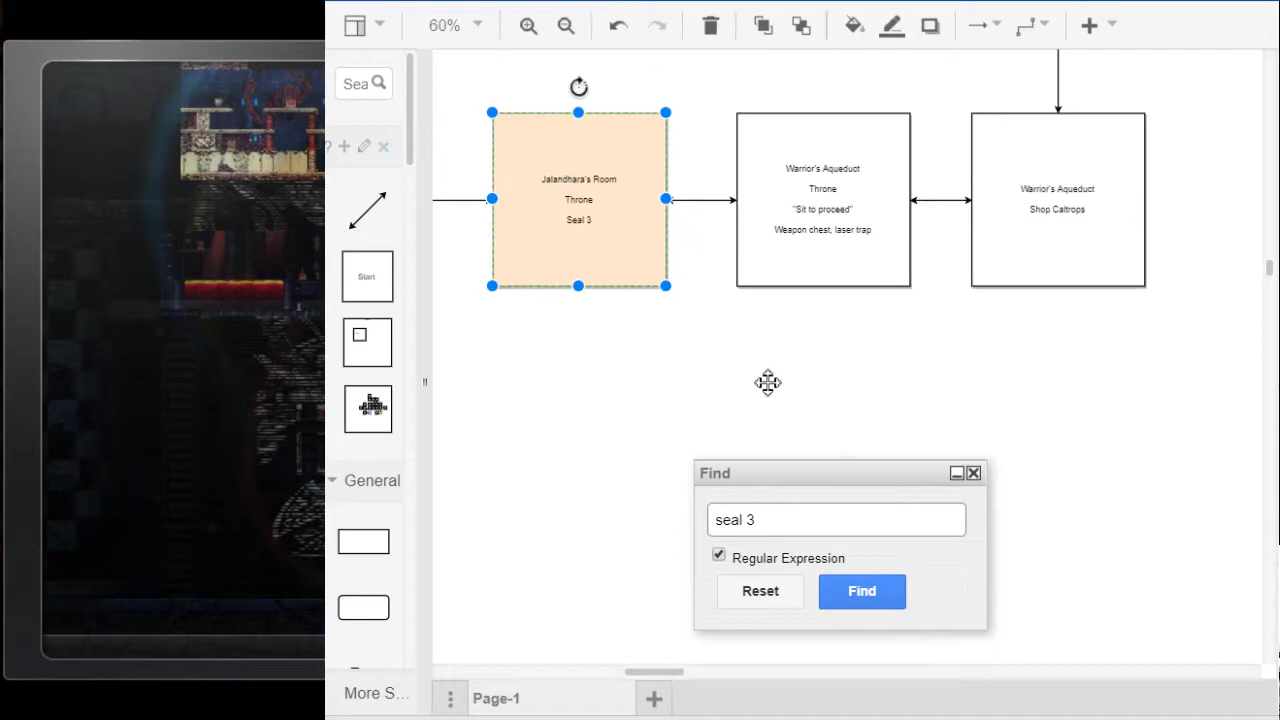 60%
Sea
?
Start
General
More S...
Jalandhara's Room
Throne
Seal 3
Warrior's Aqueduct
Throne
"Sit to proceed"
Weapon chest, laser trap
Warrior's Aqueduct
Shop Caltrops
Find
eal 3
Regular Expression
Reset
Find
Page-1